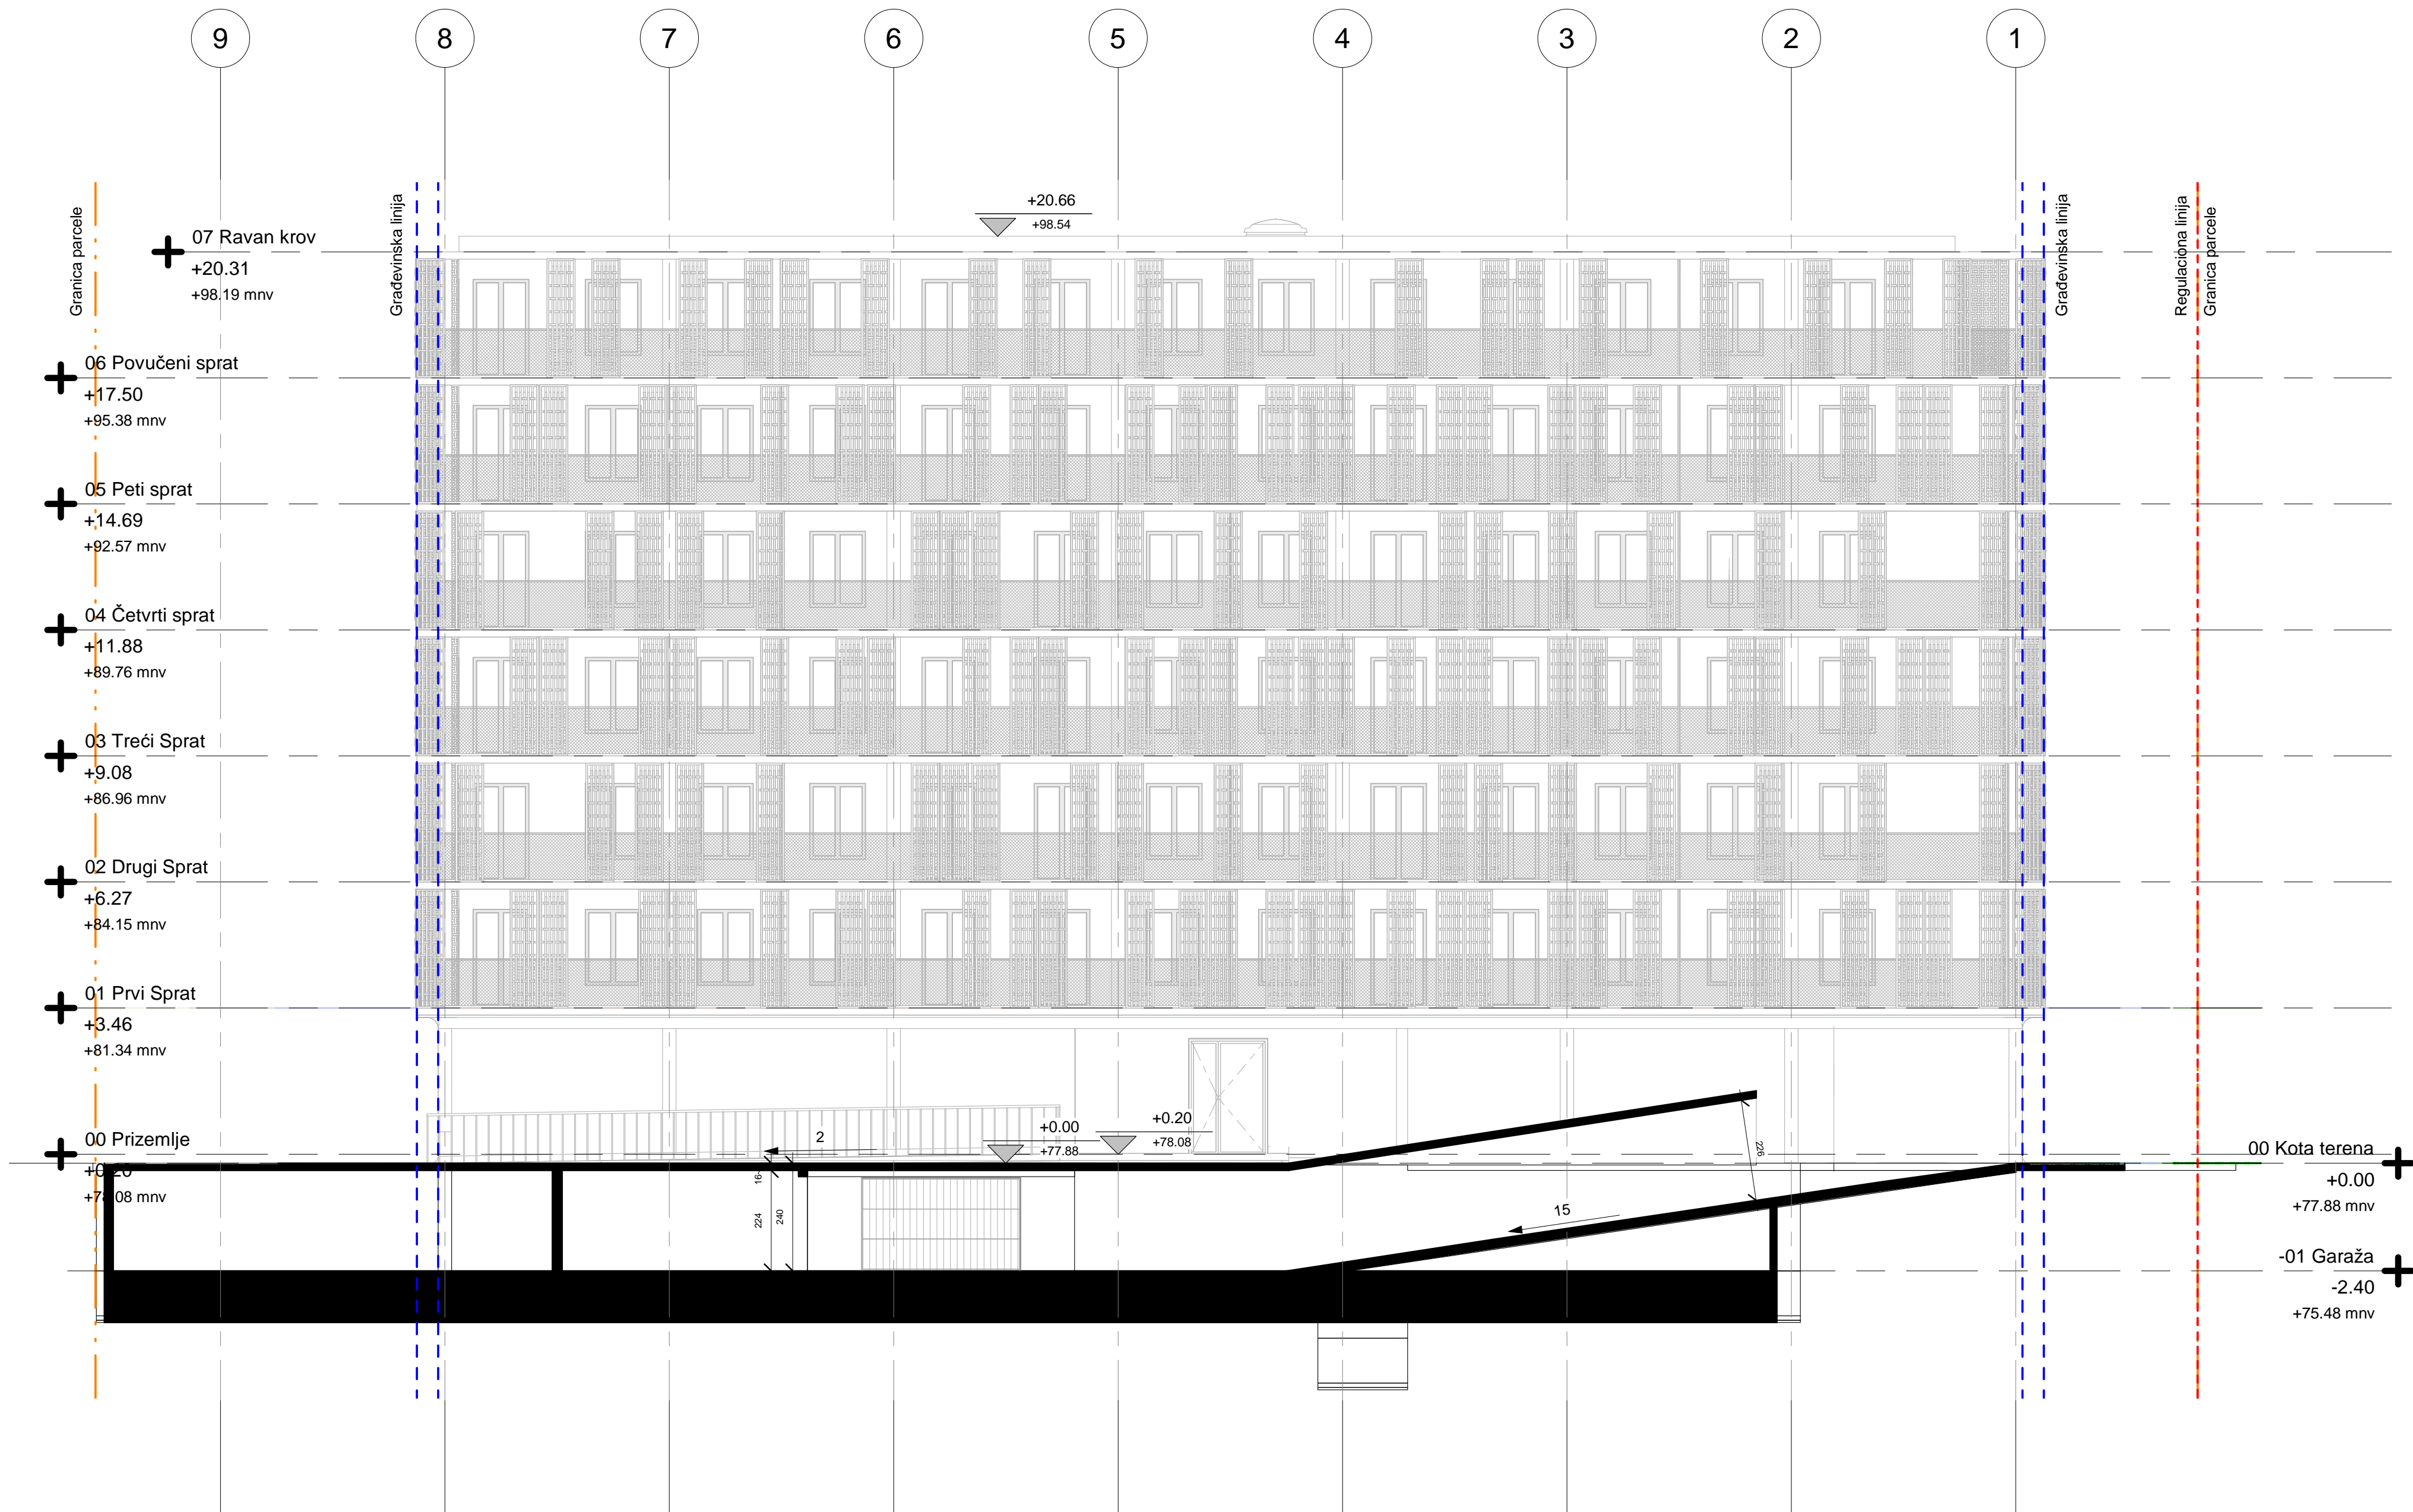 9
8
7
6
5
4
3
2
1
Granica parcele
Građevinska linija
+20.66
+98.54
Građevinska linija
Regulaciona linija
Granica parcele
07 Ravan krov
+20.31
+98.19 mnv
06 Povučeni sprat
+17.50
+95.38 mnv
05 Peti sprat
+14.69
+92.57 mnv
04 Četvrti sprat
+11.88
+89.76 mnv
03 Treći Sprat
+9.08
+86.96 mnv
02 Drugi Sprat
+6.27
+84.15 mnv
01 Prvi Sprat
+3.46
+81.34 mnv
00 Prizemlje
+0.20
+78.08 mnv
2
+0.00
+77.88
+0.20
+78.08
226
16
224
240
15
00 Kota terena
+0.00
+77.88 mnv
-01 Garaža
-2.40
+75.48 mnv